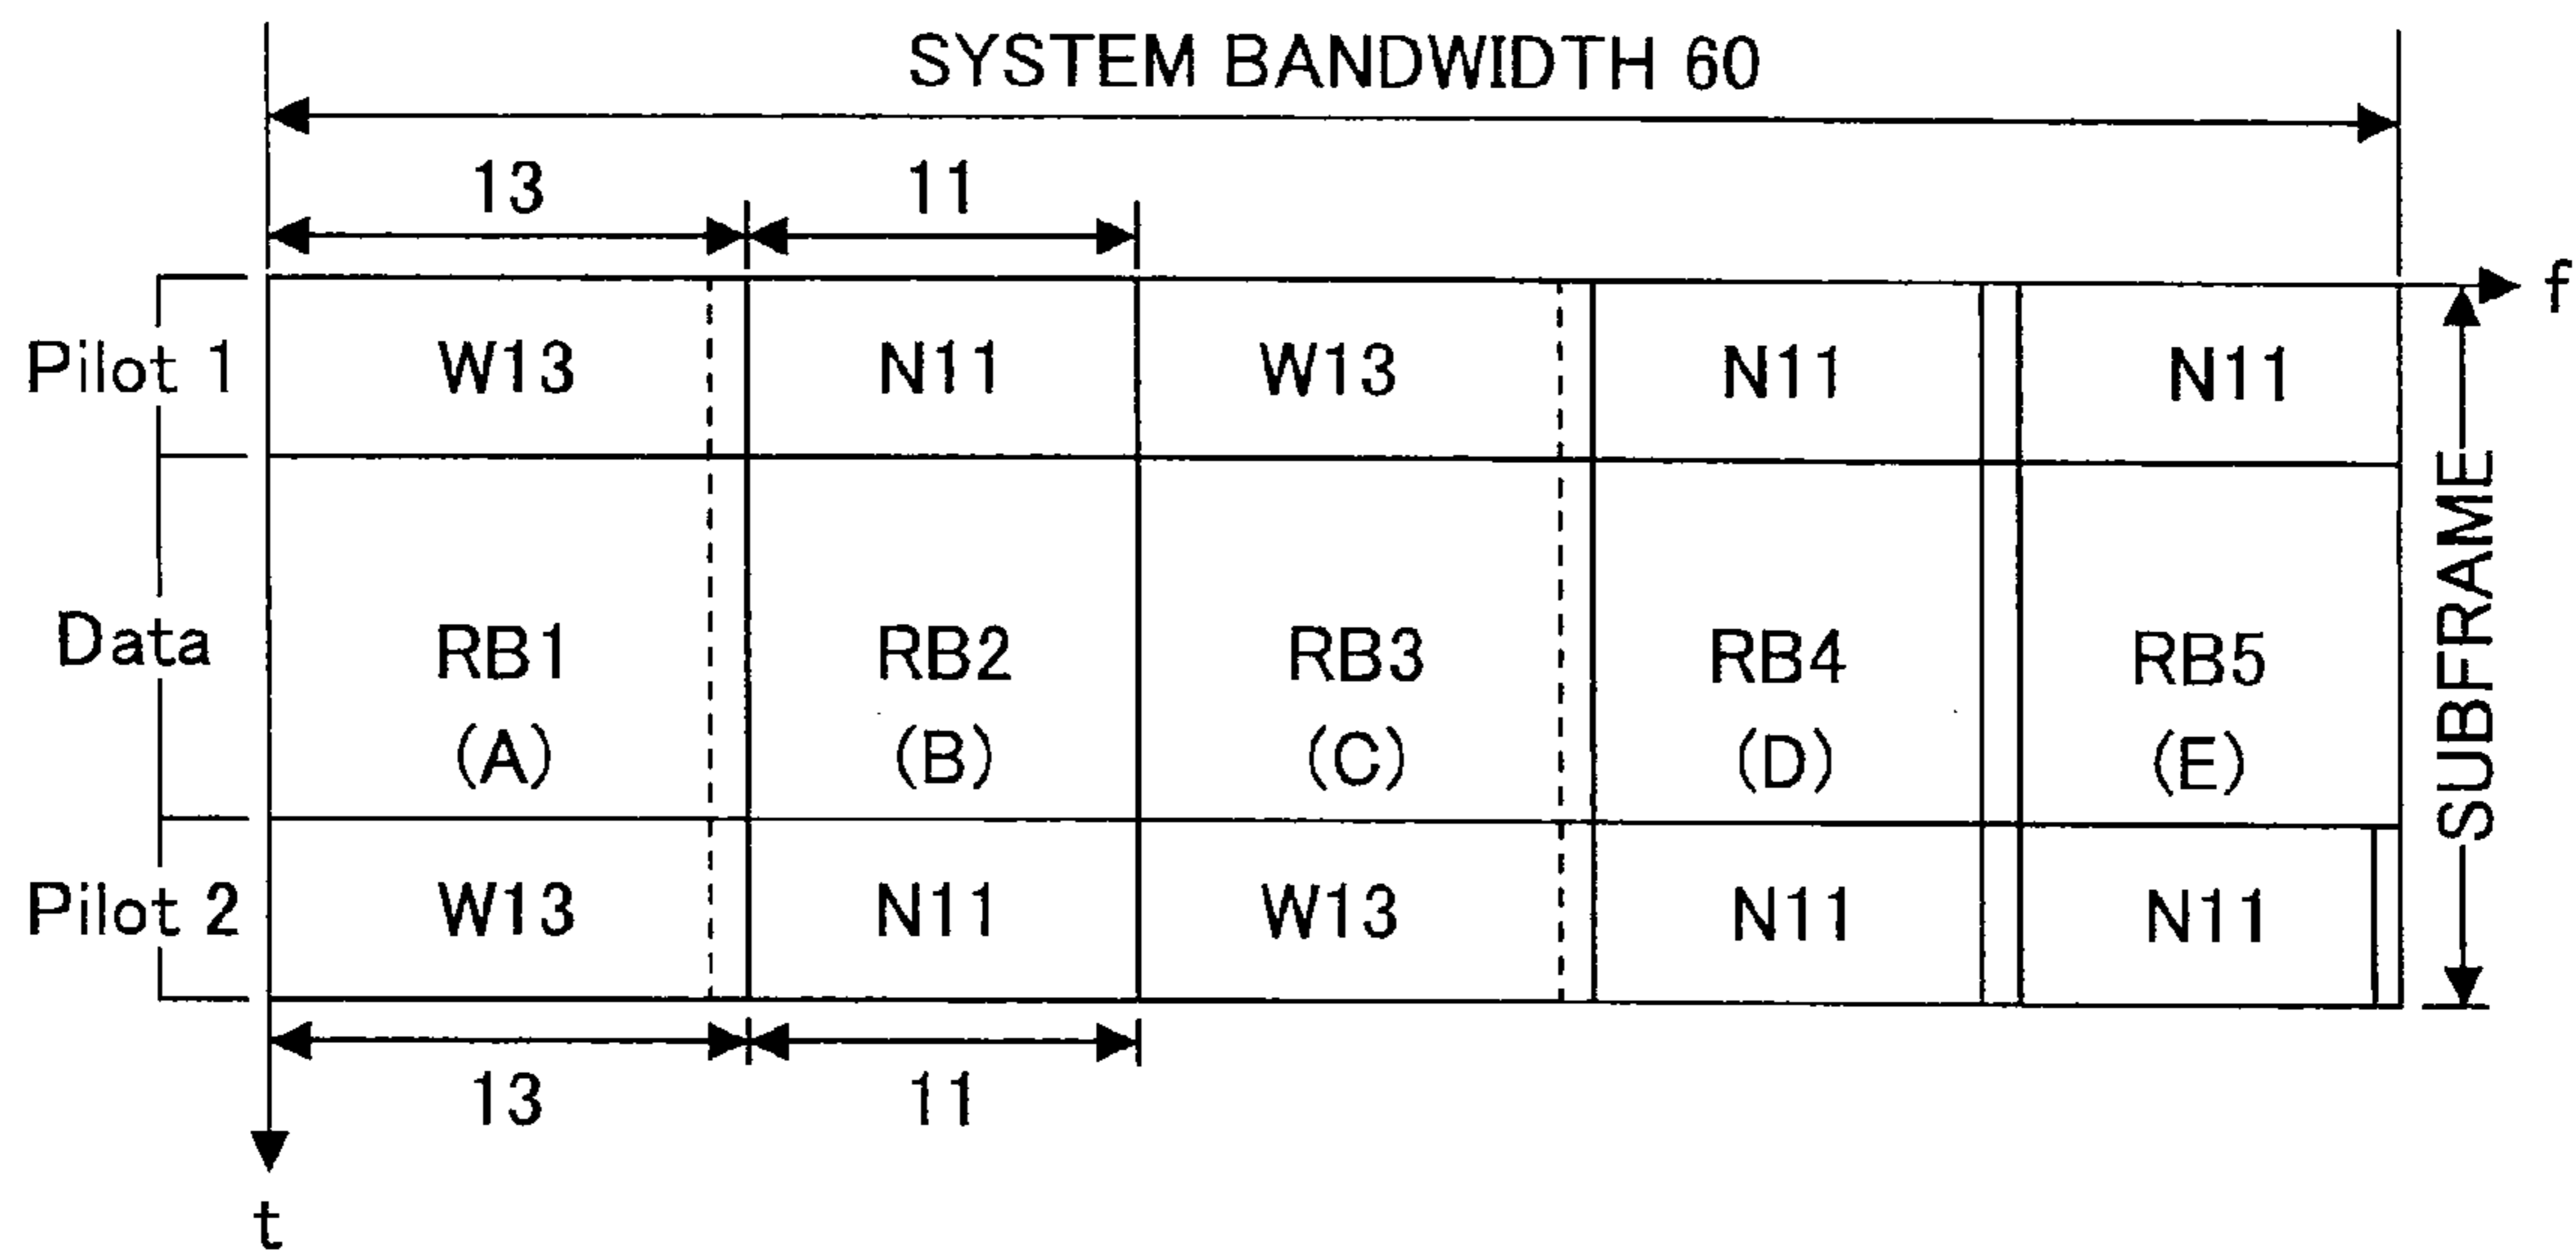 SYSTEM BANDWIDTH 60
13 11
f
Pilot 1 W13 N11 W13 N11 N11
Data RB1 RB2 RB3 RB4 RB5
(A) (B) (C) (D) (E)
SUBFRAME
Pilot 2 W13 N11 W13 N11 N11
13 11
t